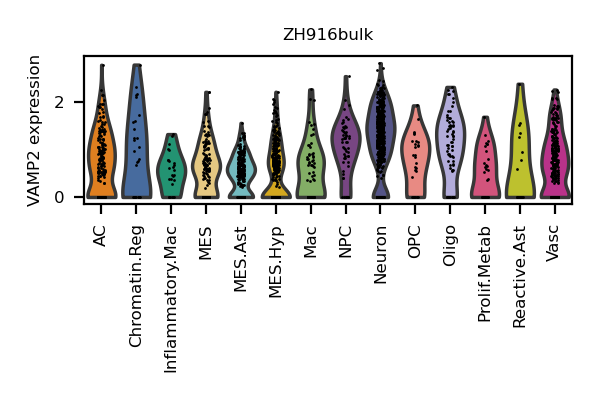 ZH916bulk
VAMP2 expression
2
0
AC
Chromatin.Reg
Inflammatory.Mac
MES
MES.Ast
MES.Hyp
Mac
NPC
Neuron
OPC
Oligo
Prolif.Metab
Reactive.Ast
Vasc